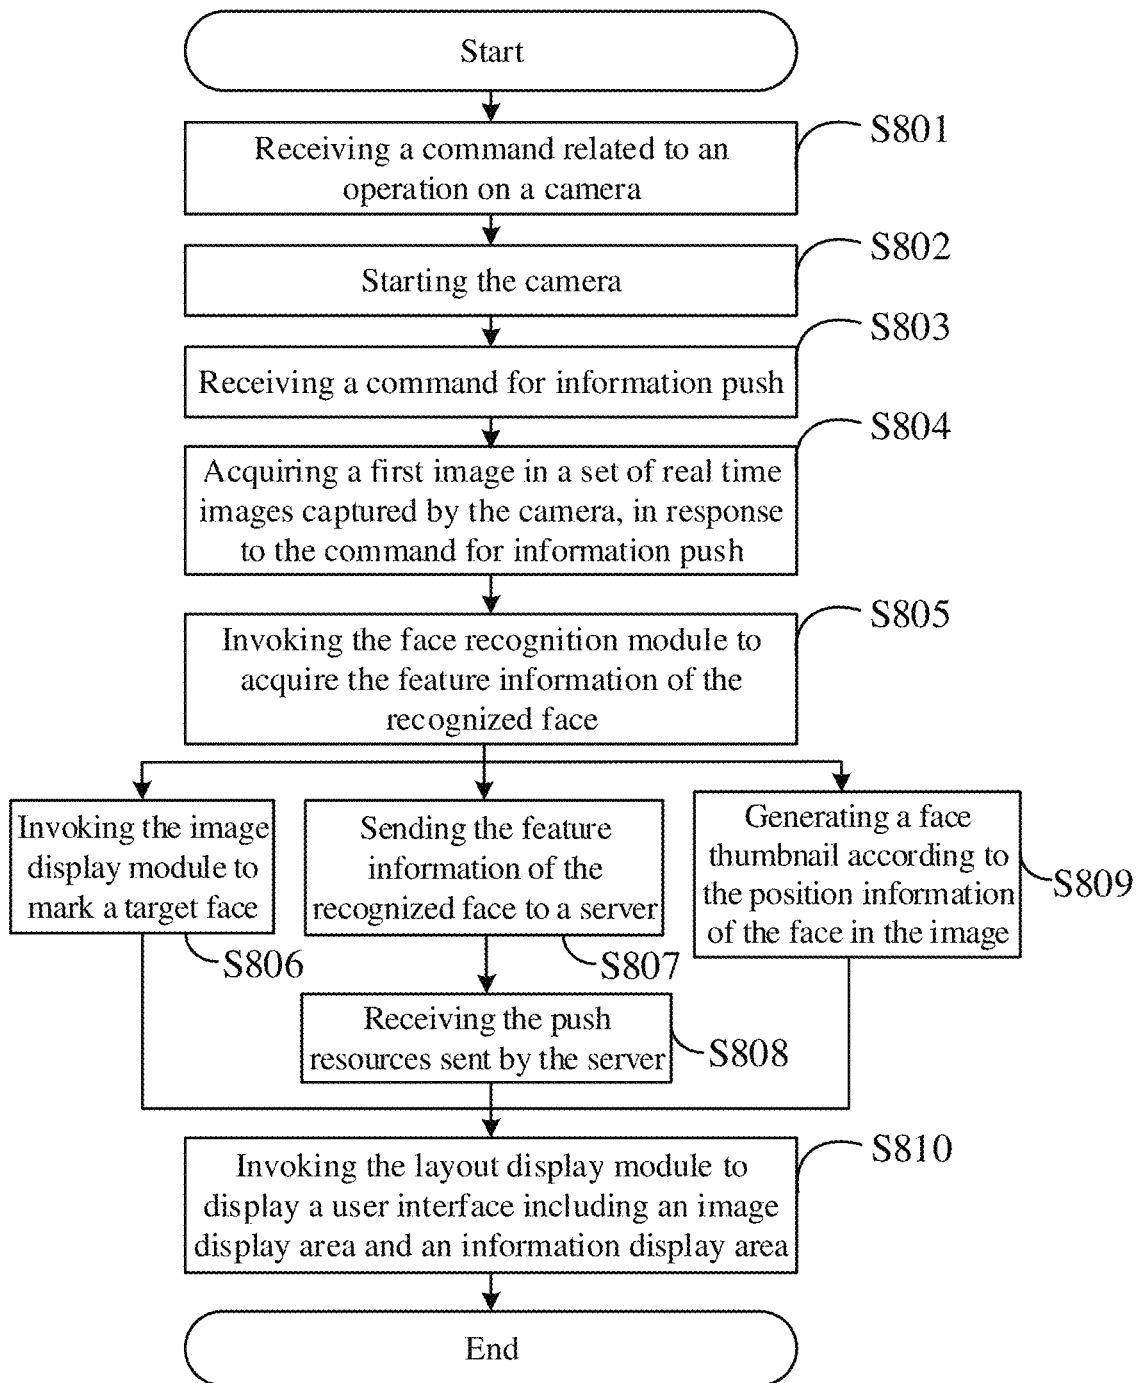 Start
S801
Receiving a command related to an
operation on a camera
S802
Starting the camera
S803
Receiving a command for information push
S804
Acquiring a first image in a set of real time
images captured by the camera, in response
to the command for information push
S805
Invoking the face recognition module to
acquire the feature information of the
recognized face
Invoking the image
display module to
mark a target face
S806
Sending the feature
information of the
recognized face to a server
S807
Generating a face
thumbnail according to
the position information
of the face in the image
S809
Receiving the push
resources sent by the server
S808
S810
Invoking the layout display module to
display a user interface including an image
display area and an information display area
End